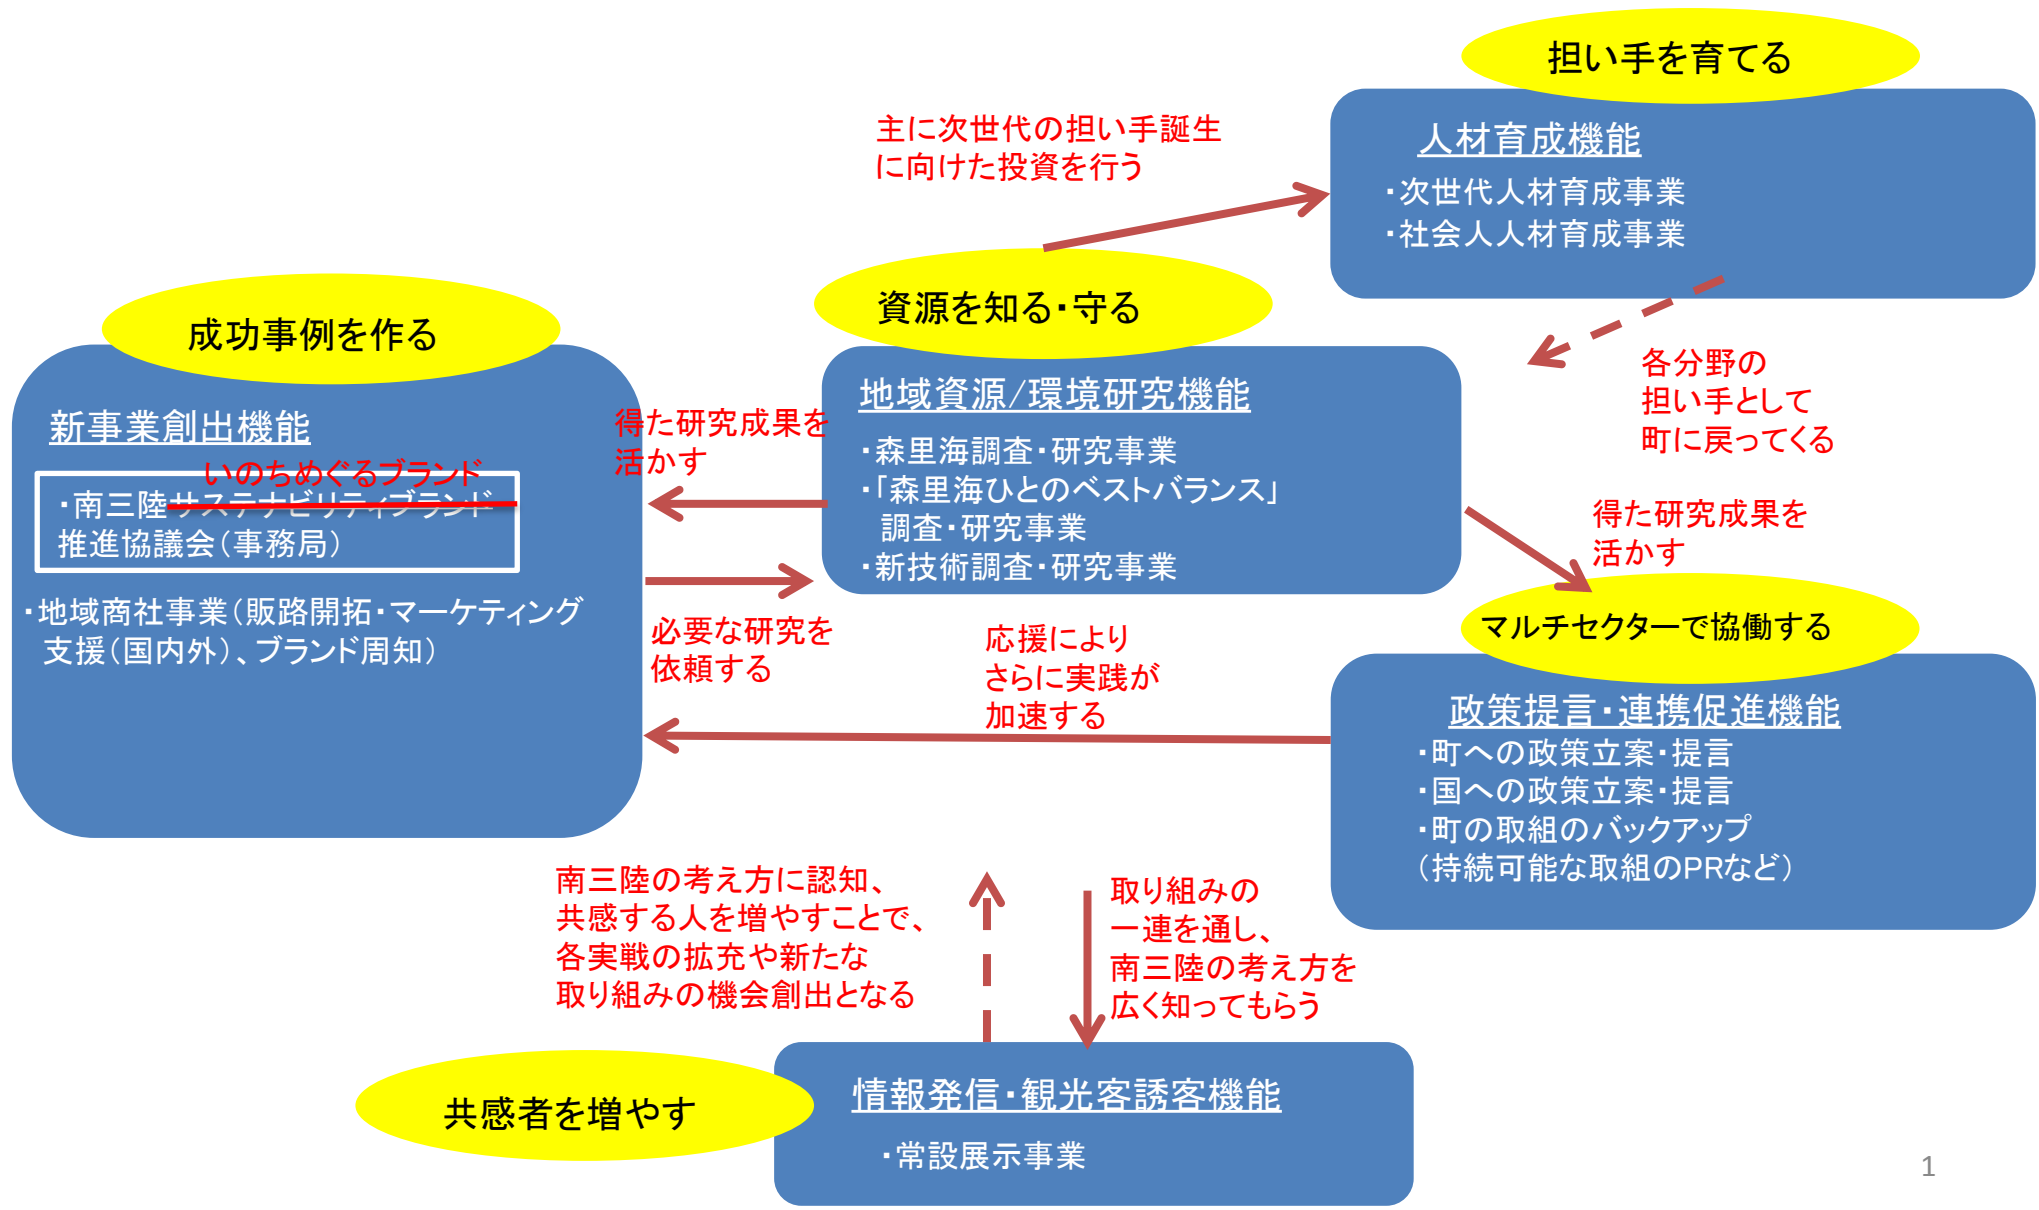 担い手を育てる
人材育成機能
・次世代人材育成事業
・社会人人材育成事業
主に次世代の担い手誕生
に向けた投資を行う
資源を知る・守る
地域資源/環境研究機能
・森里海調査・研究事業
・「森里海ひとのベストバランス」
調査・研究事業
・新技術調査・研究事業
成功事例を作る
新事業創出機能
いのちめぐるブランド
・南三陸サステナビリティブランド
推進協議会(事務局)
・地域商社事業(販路開拓・マーケティング
支援(国内外)、ブランド周知)
得た研究成果を
活かす
必要な研究を
依頼する
各分野の
担い手として
町に戻ってくる
得た研究成果を
活かす
マルチセクターで協働する
政策提言・連携促進機能
・町への政策立案・提言
・国への政策立案・提言
・町の取組のバックアップ
(持続可能な取組のPRなど)
応援により
さらに実践が
加速する
南三陸の考え方に認知、
共感する人を増やすことで、
各実戦の拡充や新たな
取り組みの機会創出となる
取り組みの
一連を通し、
南三陸の考え方を
広く知ってもらう
共感者を増やす
情報発信・観光客誘客機能
・常設展示事業
1